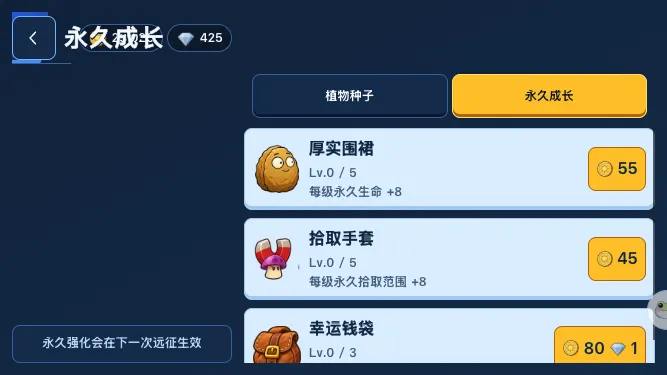 永久成长
425
植物种子
永久成长
厚实围裙
Lv.0 / 5
每级永久生命 +8
55
拾取手套
Lv.0 / 5
每级永久拾取范围 +8
45
幸运钱袋
Lv.0 / 3
80 1
永久强化会在下一次远征生效